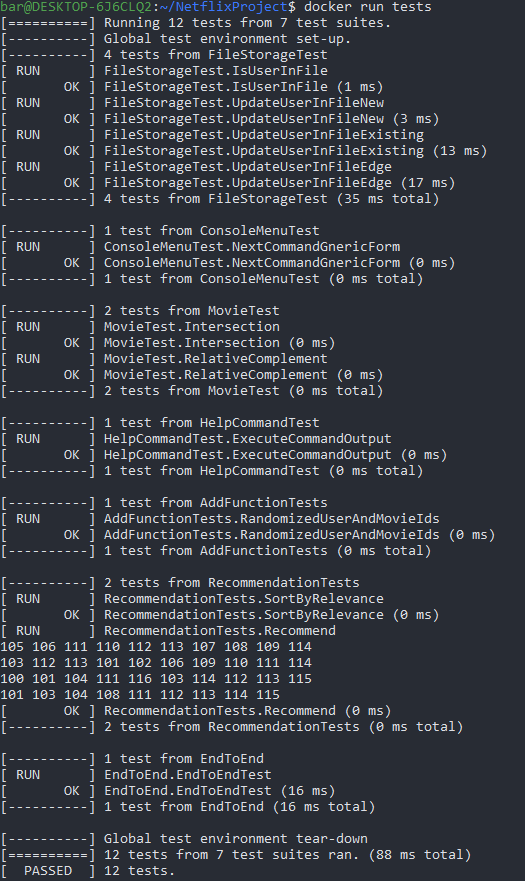 bar@DESKTOP-6J6CLQ2:~/NetflixProject$ docker run tests
[==========] Running 12 tests from 7 test suites.
[----------] Global test environment set-up.
[----------] 4 tests from FileStorageTest
[ RUN      ] FileStorageTest.IsUserInFile
[       OK ] FileStorageTest.IsUserInFile (1 ms)
[ RUN      ] FileStorageTest.UpdateUserInFileNew
[       OK ] FileStorageTest.UpdateUserInFileNew (3 ms)
[ RUN      ] FileStorageTest.UpdateUserInFileExisting
[       OK ] FileStorageTest.UpdateUserInFileExisting (13 ms)
[ RUN      ] FileStorageTest.UpdateUserInFileEdge
[       OK ] FileStorageTest.UpdateUserInFileEdge (17 ms)
[----------] 4 tests from FileStorageTest (35 ms total)

[----------] 1 test from ConsoleMenuTest
[ RUN      ] ConsoleMenuTest.NextCommandGnericForm
[       OK ] ConsoleMenuTest.NextCommandGnericForm (0 ms)
[----------] 1 test from ConsoleMenuTest (0 ms total)

[----------] 2 tests from MovieTest
[ RUN      ] MovieTest.Intersection
[       OK ] MovieTest.Intersection (0 ms)
[ RUN      ] MovieTest.RelativeComplement
[       OK ] MovieTest.RelativeComplement (0 ms)
[----------] 2 tests from MovieTest (0 ms total)

[----------] 1 test from HelpCommandTest
[ RUN      ] HelpCommandTest.ExecuteCommandOutput
[       OK ] HelpCommandTest.ExecuteCommandOutput (0 ms)
[----------] 1 test from HelpCommandTest (0 ms total)

[----------] 1 test from AddFunctionTests
[ RUN      ] AddFunctionTests.RandomizedUserAndMovieIds
[       OK ] AddFunctionTests.RandomizedUserAndMovieIds (0 ms)
[----------] 1 test from AddFunctionTests (0 ms total)

[----------] 2 tests from RecommendationTests
[ RUN      ] RecommendationTests.SortByRelevance
[       OK ] RecommendationTests.SortByRelevance (0 ms)
[ RUN      ] RecommendationTests.Recommend
105 106 111 110 112 113 107 108 109 114
103 112 113 101 102 106 109 110 111 114
100 101 104 111 116 103 114 112 113 115
101 103 104 108 111 112 113 114 115
[       OK ] RecommendationTests.Recommend (0 ms)
[----------] 2 tests from RecommendationTests (0 ms total)

[----------] 1 test from EndToEnd
[ RUN      ] EndToEnd.EndToEndTest
[       OK ] EndToEnd.EndToEndTest (16 ms)
[----------] 1 test from EndToEnd (16 ms total)

[----------] Global test environment tear-down
[==========] 12 tests from 7 test suites ran. (88 ms total)
[  PASSED  ] 12 tests.